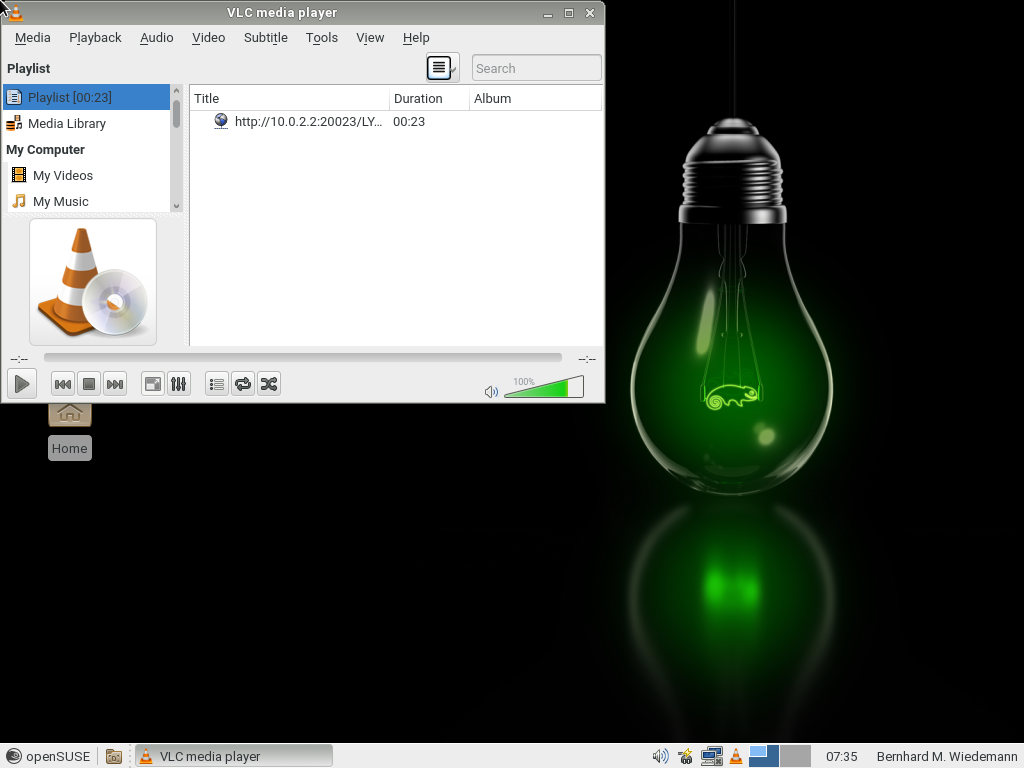 VLC media player
Media Playback Audio Video Subtitle Tools View Help
Playlist
Search
Playlist [00:23]
Media Library
My Computer
My Videos
My Music
Title Duration Album
http://10.0.2.2:20023/LY... 00:23
--:-- --:--
100%
Home
openSUSE VLC media player 07:35 Bernhard M. Wiedemann